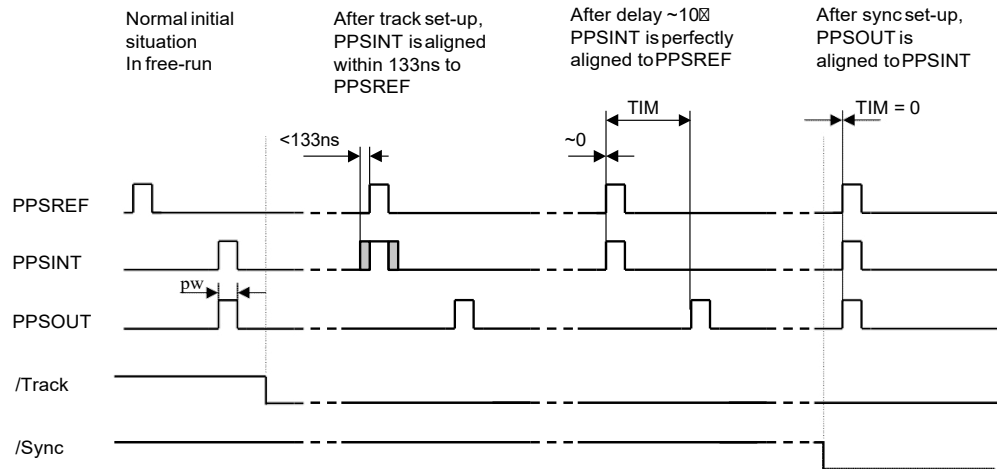 Normal initial
situation
In free-run
After track set-up,
PPSINT is aligned
within 133ns to
PPSREF
After delay ~10
PPSINT is perfectly
aligned to PPSREF
After sync set-up,
PPSOUT is
aligned to PPSINT
TIM
TIM = 0
<133ns
~0
PPSREF
PPSINT
pw
PPSOUT
/Track
/Sync